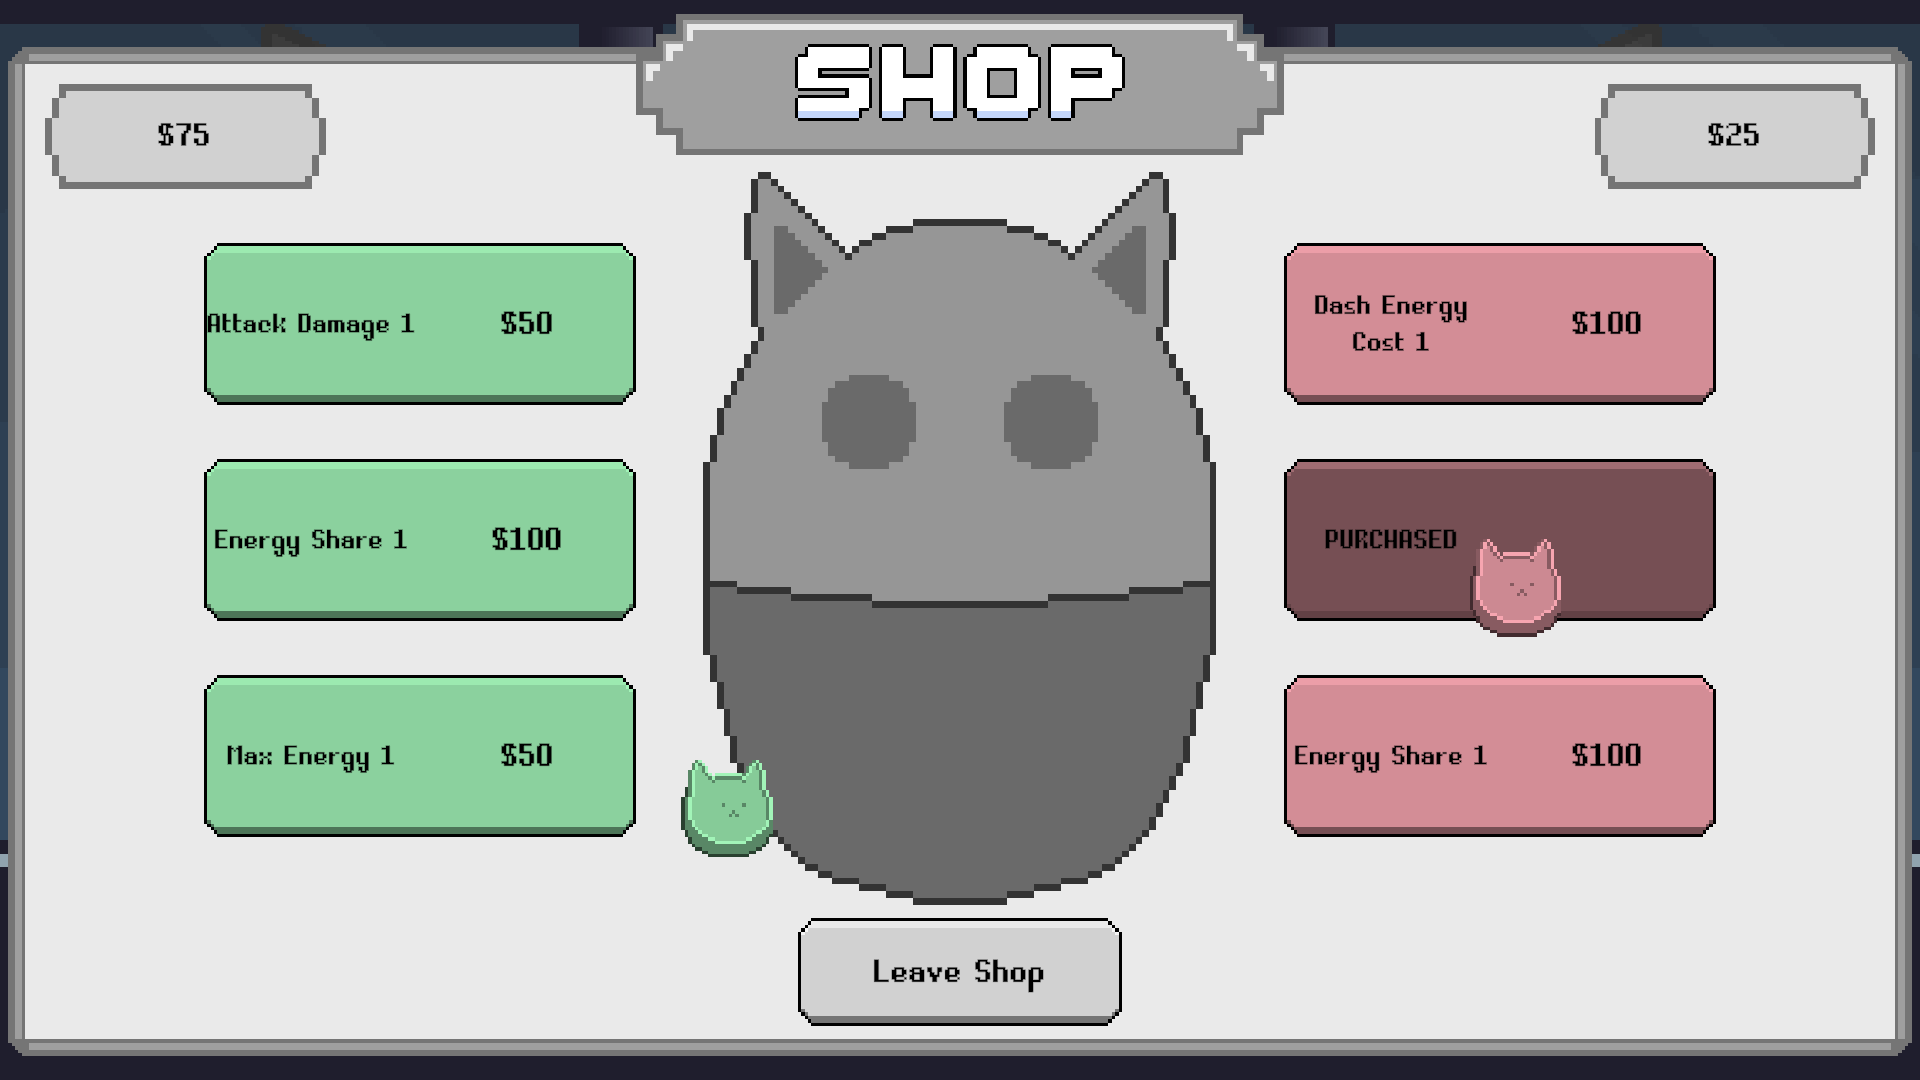 SHOP
$75
$25
Attack Damage 1 $50
Energy Share 1 $100
Max Energy 1 $50
Dash Energy
Cost 1
$100
PURCHASED
Energy Share 1 $100
Leave Shop